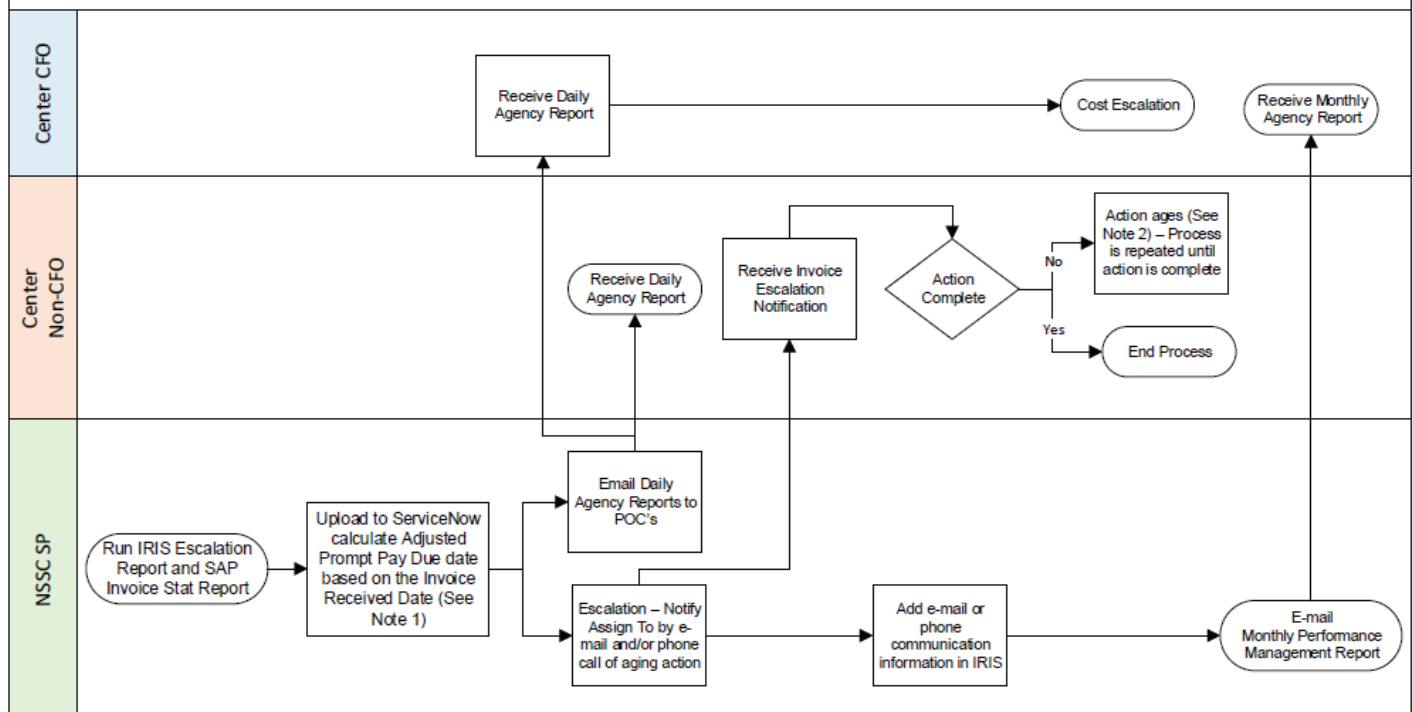 Center CFO
Receive Daily
Agency Report
Cost Escalation
Receive Monthly
Agency Report
Center
Non-CFO
Receive Daily
Agency Report
Receive Invoice
Escalation
Notification
Action
Complete
No
Yes
Action ages (See
Note 2) – Process
is repeated until
action is complete
End Process
NSSC SP
Run IRIS Escalation
Report and SAP
Invoice Stat Report
Upload to ServiceNow
calculate Adjusted
Prompt Pay Due date
based on the Invoice
Received Date (See
Note 1)
Email Daily
Agency Reports to
POC's
Escalation – Notify
Assign To by e-
mail and/or phone
call of aging action
Add e-mail or
phone
communication
information in IRIS
E-mail
Monthly Performance
Management Report